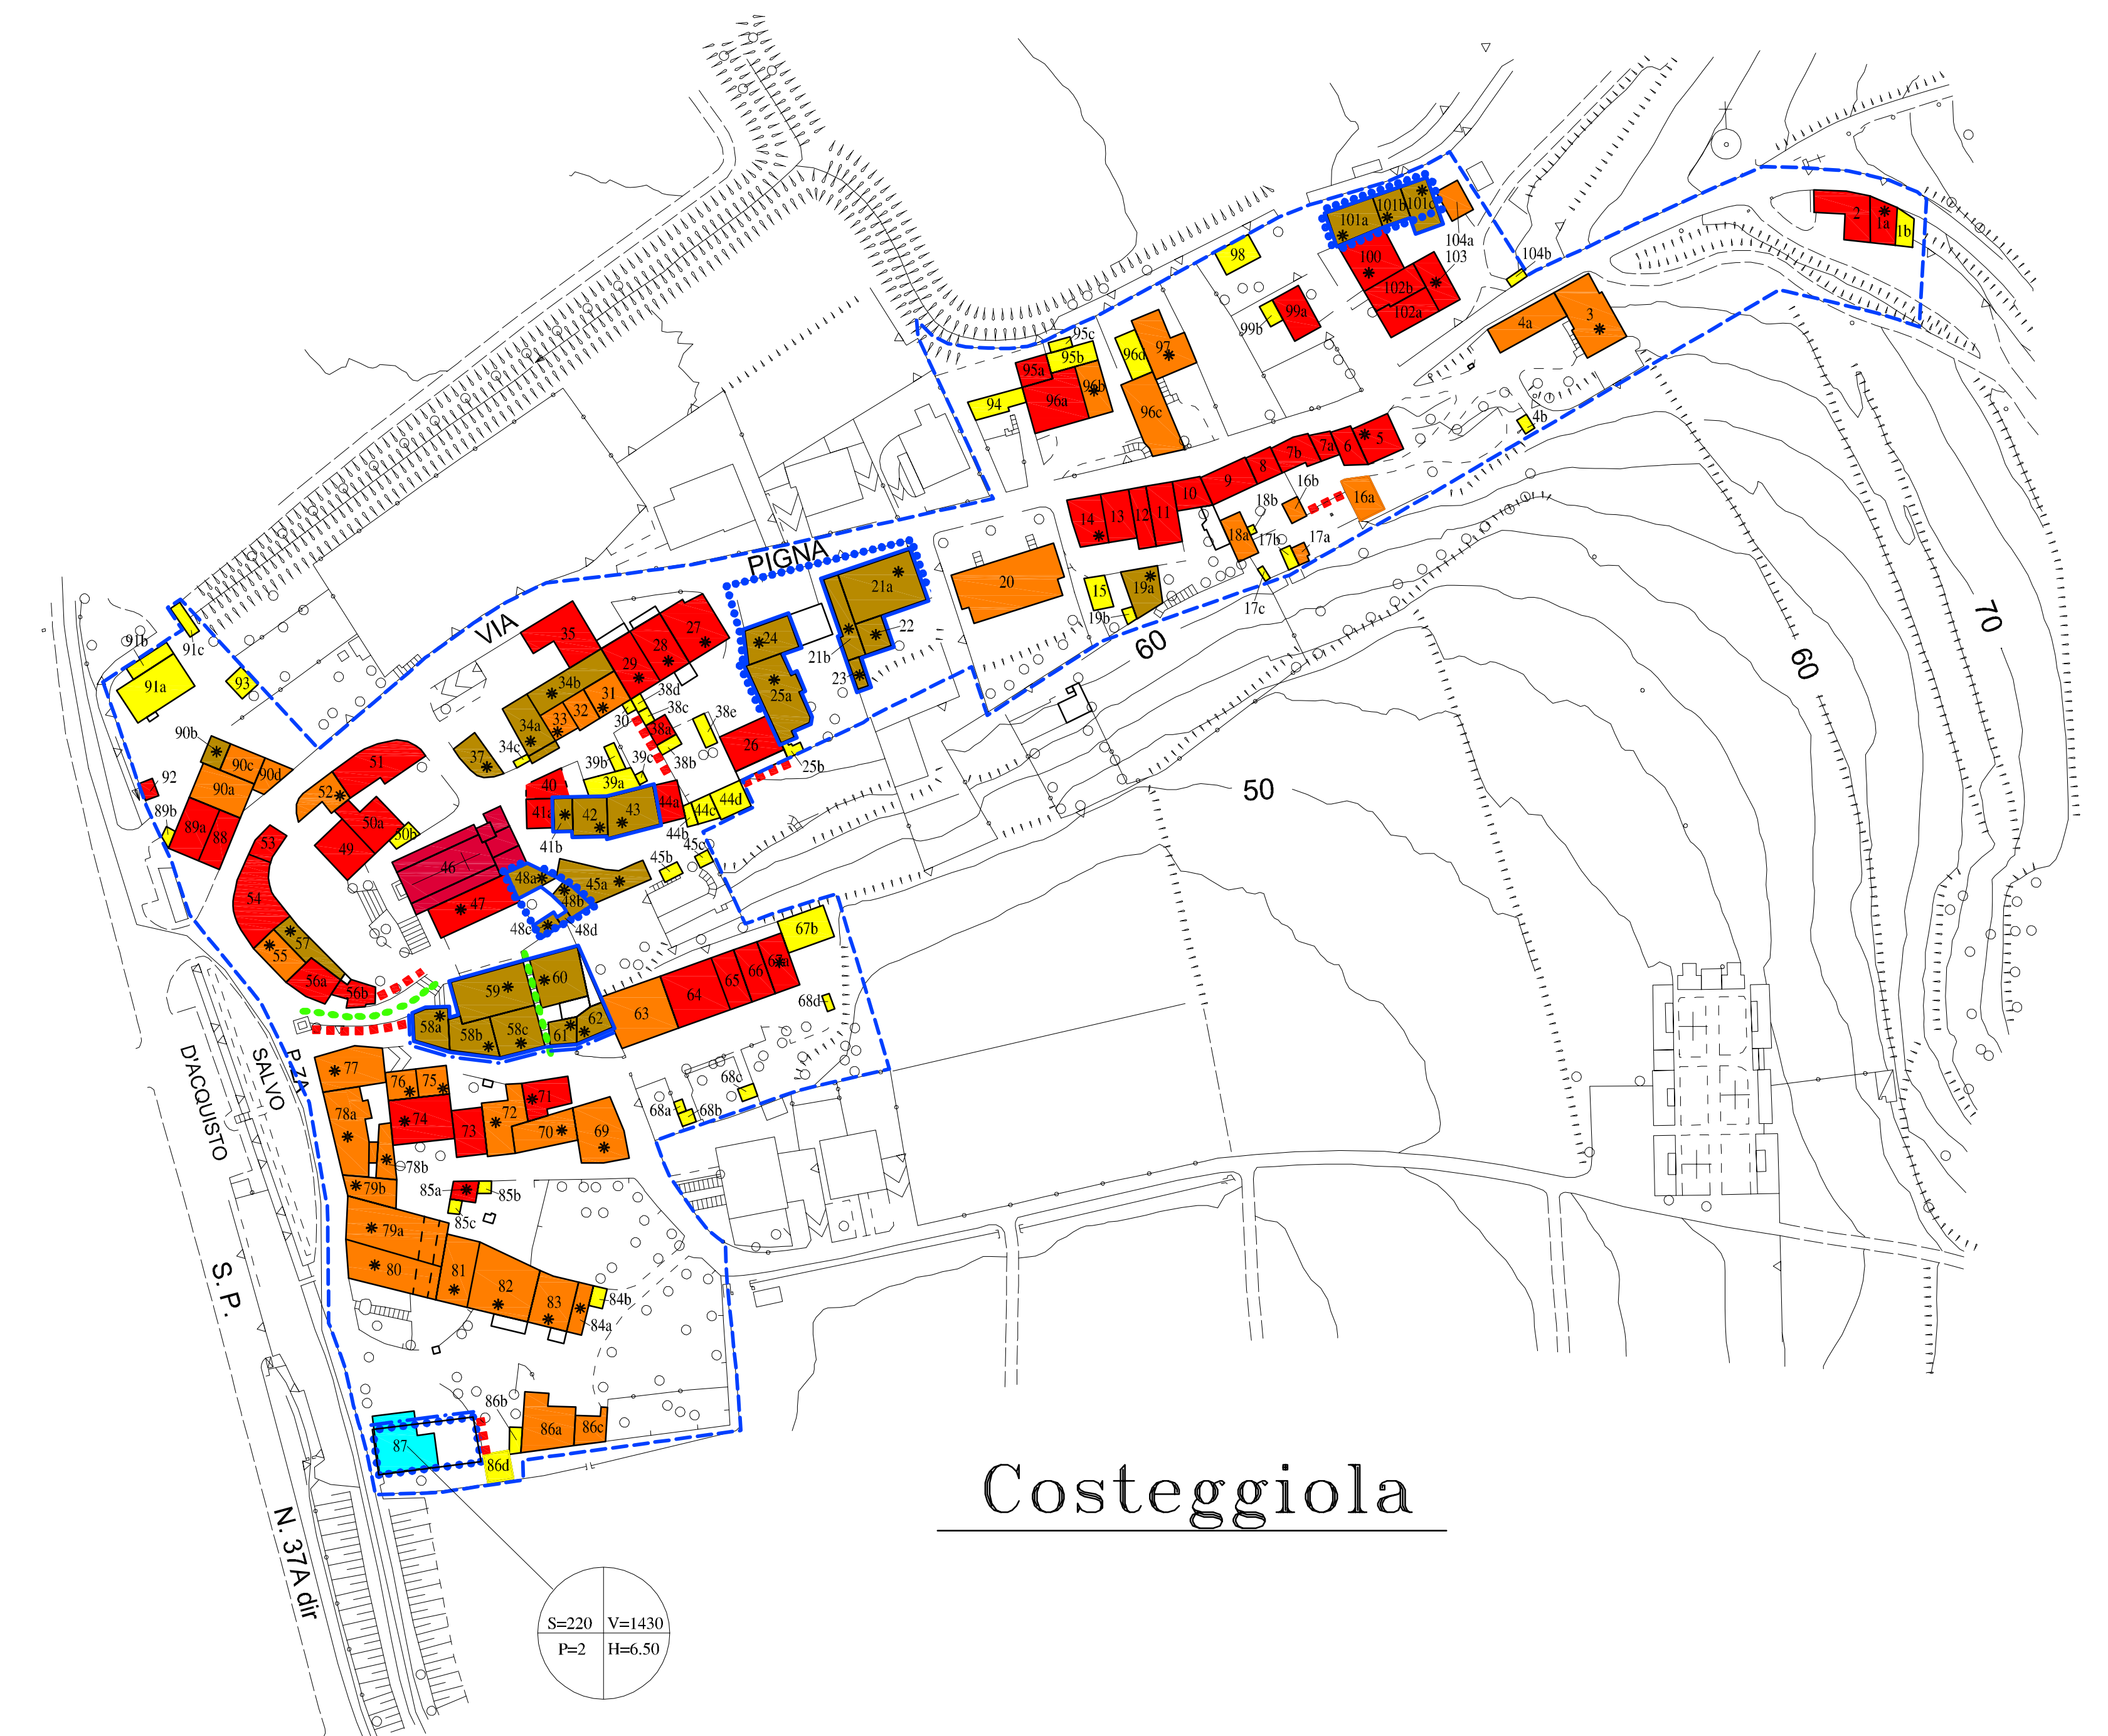 2
1a
1b
101a
101b
101c
104a
100
103
102b
102a
104b
98
99a
99b
3
4a
4b
95c
95b
95a
96a
96b
94
96d
97
96c
5
6
7a
7b
8
9
10
11
12
13
14
16b
16a
18b
18a
17b
17a
17c
15
19a
19b
20
PIGNA
21a
21b
22
23
24
25a
25b
26
VIA
35
27
28
29
34b
31
32
33
34a
34c
30
38d
38c
38a
38b
38e
37
39b
39c
39a
40
41a
41b
42
43
44a
44b
44c
44d
45c
45b
45a
91b
91c
91a
93
90b
90c
90d
90a
92
89b
89a
88
51
52
50a
50b
49
53
54
46
47
48a
48b
48c
48d
57
55
56a
56b
59
60
58a
58b
58c
61
62
63
64
65
66
67a
67b
68d
68c
68a
68b
60
60
70
50
P.ZA
SALVO
D'ACQUISTO
77
76
75
78a
74
73
72
71
70
69
78b
79b
85a
85b
85c
79a
80
81
82
83
84b
84a
S. P.
N. 37A dir
86b
86a
86c
86d
87
Costeggiola
S=220 V=1430
P=2 H=6.50